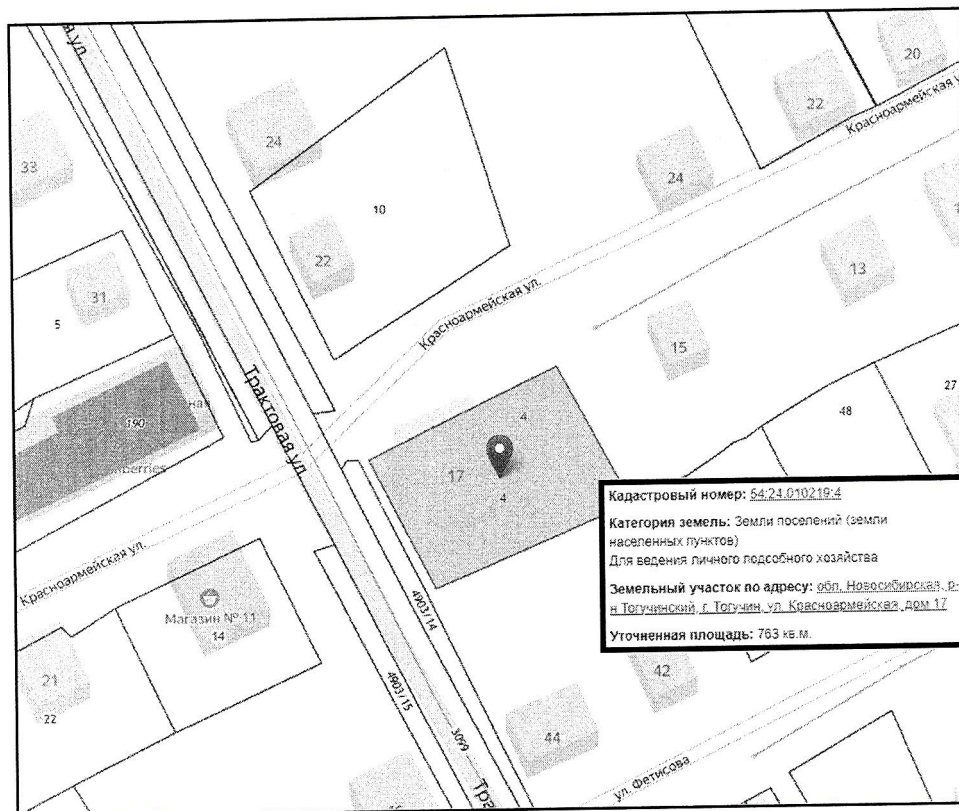 я ул.
20
24
22
Красноармейская у
33
24
10
22
13
31
Красноармейская ул.
5
15
Трактовая ул.
ная
27
48
190
4
17
4
Кадастровый номер: 54:24:010219:4
Категория земель: Земли поселений (земли
населенных пунктов)
Для ведения личного подсобного хозяйства
Земельный участок по адресу: обл. Новосибирская, р-
н Тогучинский, г. Тогучин, ул. Красноармейская, дом 17
Уточненная площадь: 763 кв.м.
Красноармейская ул.
Магазин № 11
14
4903/14
21
22
4903/15
42
3099
44
ул. Фетисова
Тра